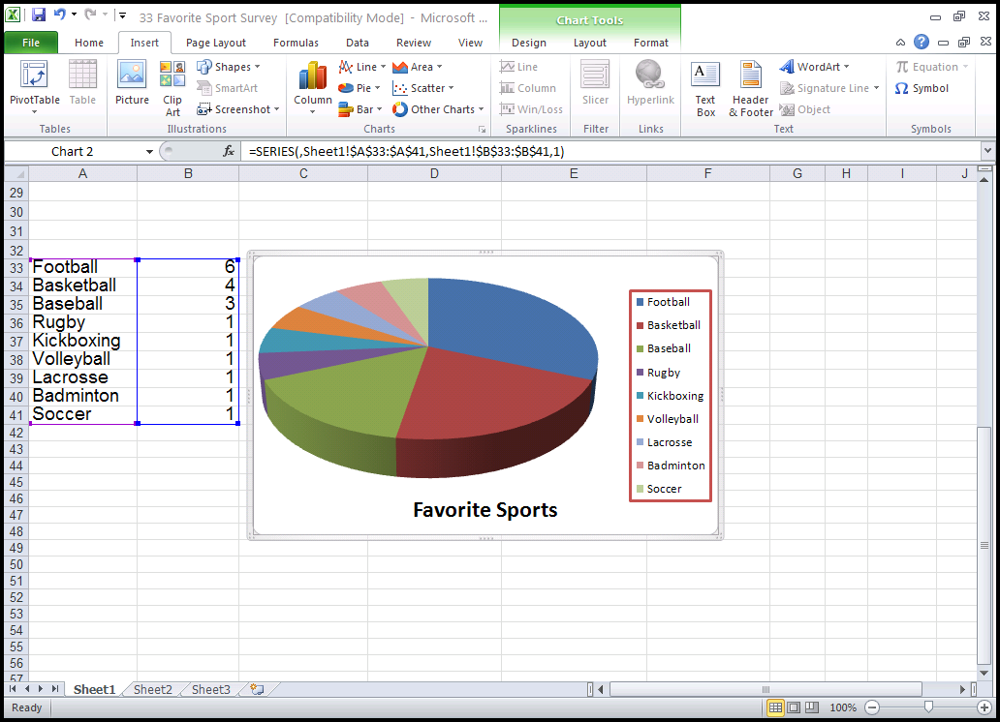 33 Favorite Sport Survey [Compatibility Mode] - Microsoft ...
Chart Tools
File Home Insert Page Layout Formulas Data Review View Design Layout Format
PivotTable Table Picture Clip Art Shapes SmartArt Screenshot
Column Line Pie Bar Area Scatter Other Charts
Line Column Win/Loss Slicer Hyperlink
Text Box Header & Footer WordArt Signature Line Object
π Equation
Ω Symbol
Tables Illustrations Charts Sparklines Filter Links Text Symbols
Chart 2 fx =SERIES(,Sheet1!$A$33:$A$41,Sheet1!$B$33:$B$41,1)
A B C D E F G H I J
29
30
31
32
33 Football 6
34 Basketball 4
35 Baseball 3
36 Rugby 1
37 Kickboxing 1
38 Volleyball 1
39 Lacrosse 1
40 Badminton 1
41 Soccer 1
42
43
44
45
46
47
48
49
50
51
52
53
54
55
56
57
Football
Basketball
Baseball
Rugby
Kickboxing
Volleyball
Lacrosse
Badminton
Soccer
Favorite Sports
Sheet1 Sheet2 Sheet3
Ready 100%